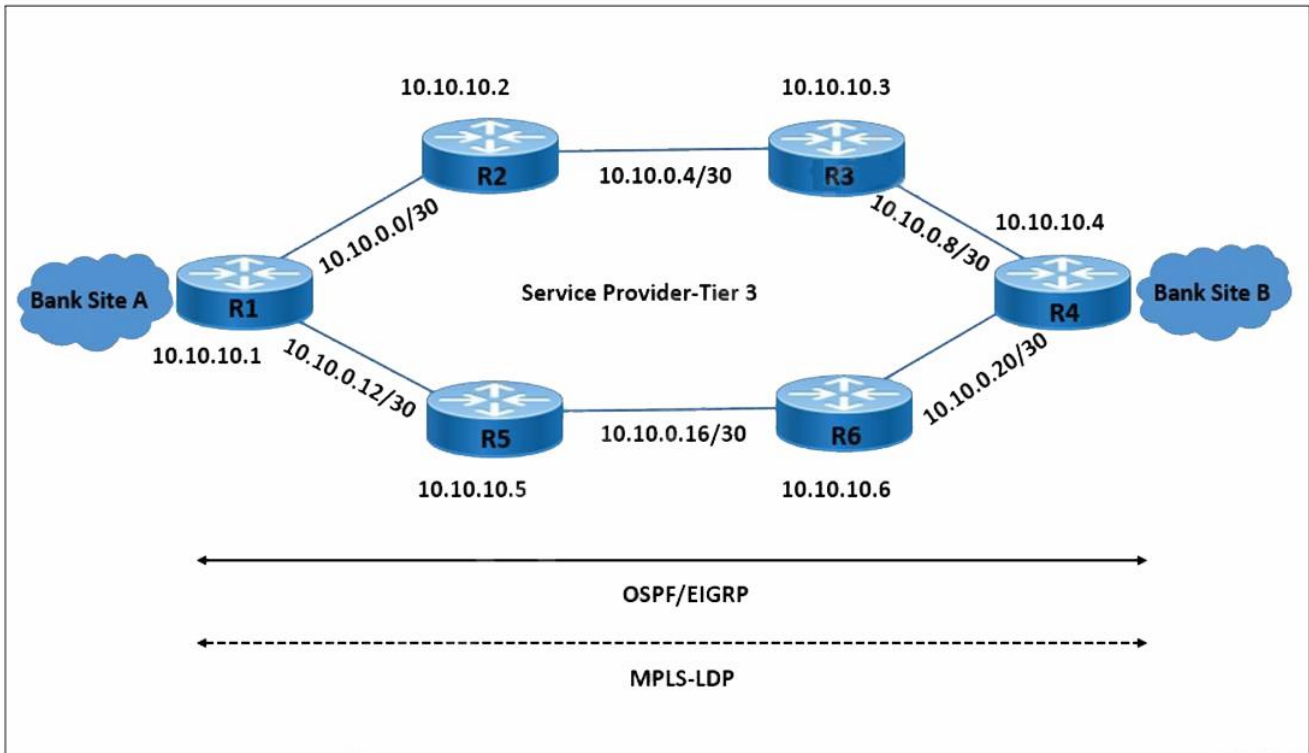 10.10.10.2
10.10.10.3
R2
10.10.0.4/30
R3
10.10.0.0/30
10.10.0.8/30
10.10.10.4
Bank Site A
R1
Service Provider-Tier 3
R4
Bank Site B
10.10.10.1
10.10.0.12/30
10.10.0.20/30
R5
10.10.0.16/30
R6
10.10.10.5
10.10.10.6
OSPF/EIGRP
MPLS-LDP